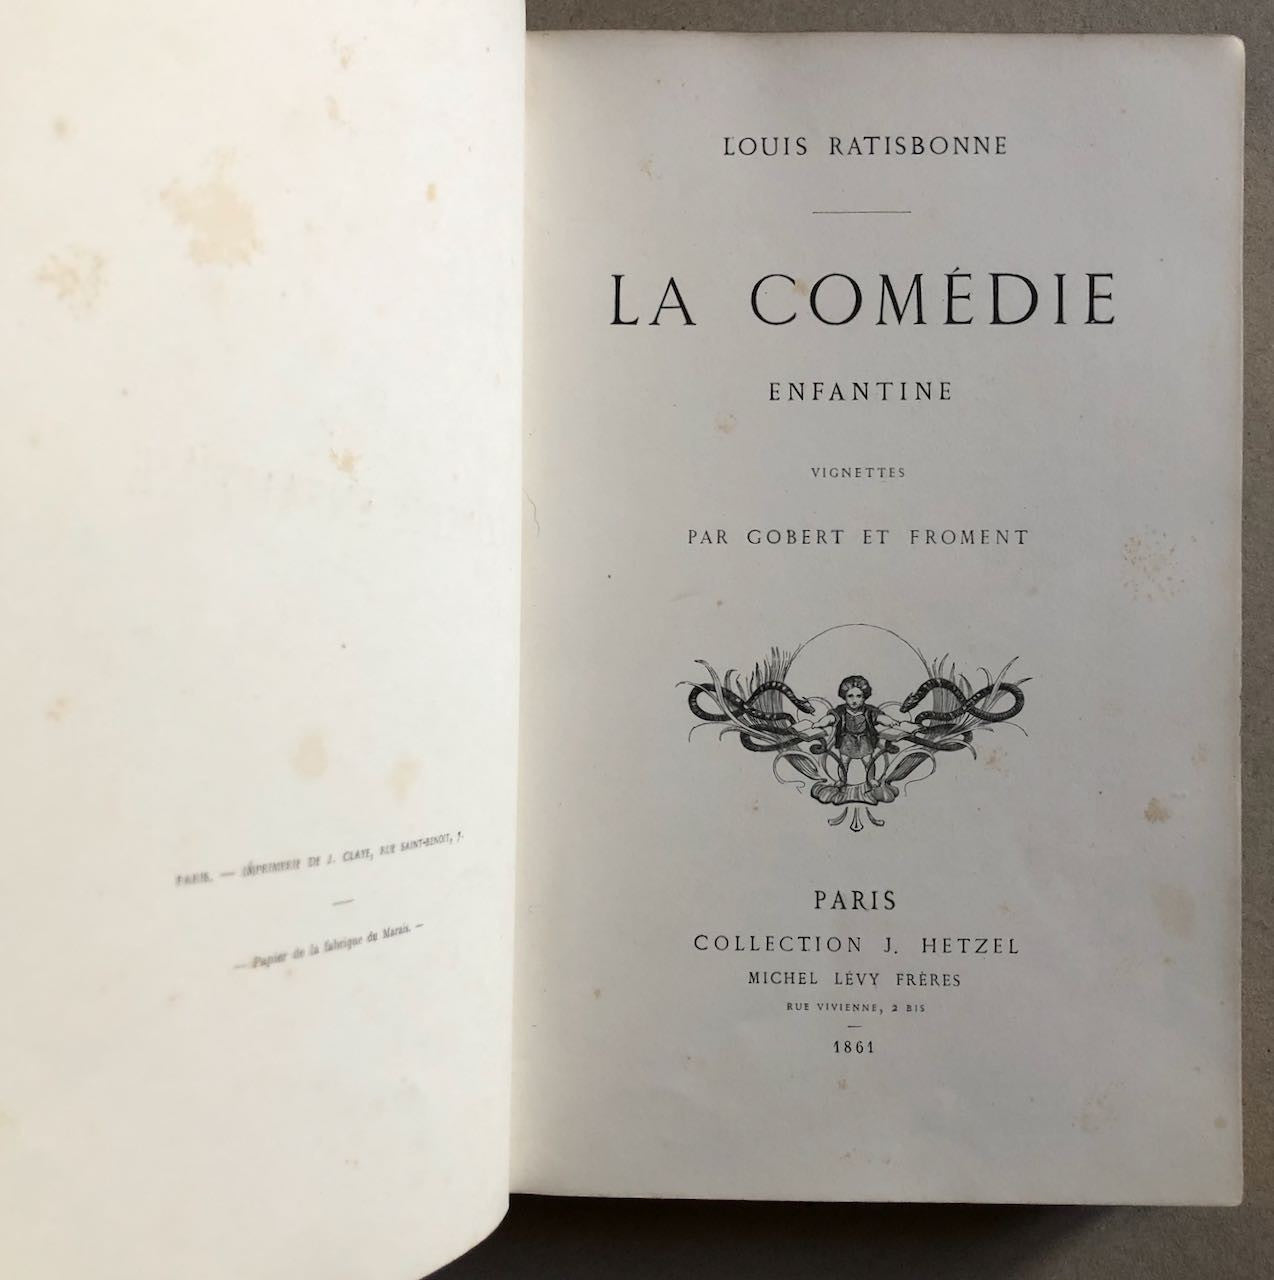 PARIS. — IMPRIMERIE DE J. CLAYE, RUE SAINT-BENOIT, 7.
— Papier de la fabrique du Marais. —
LOUIS RATISBONNE
LA COMÉDIE
ENFANTINE
VIGNETTES
PAR GOBERT ET FROMENT
PARIS
COLLECTION J. HETZEL
MICHEL LÉVY FRÈRES
RUE VIVIENNE, 2 BIS
1861